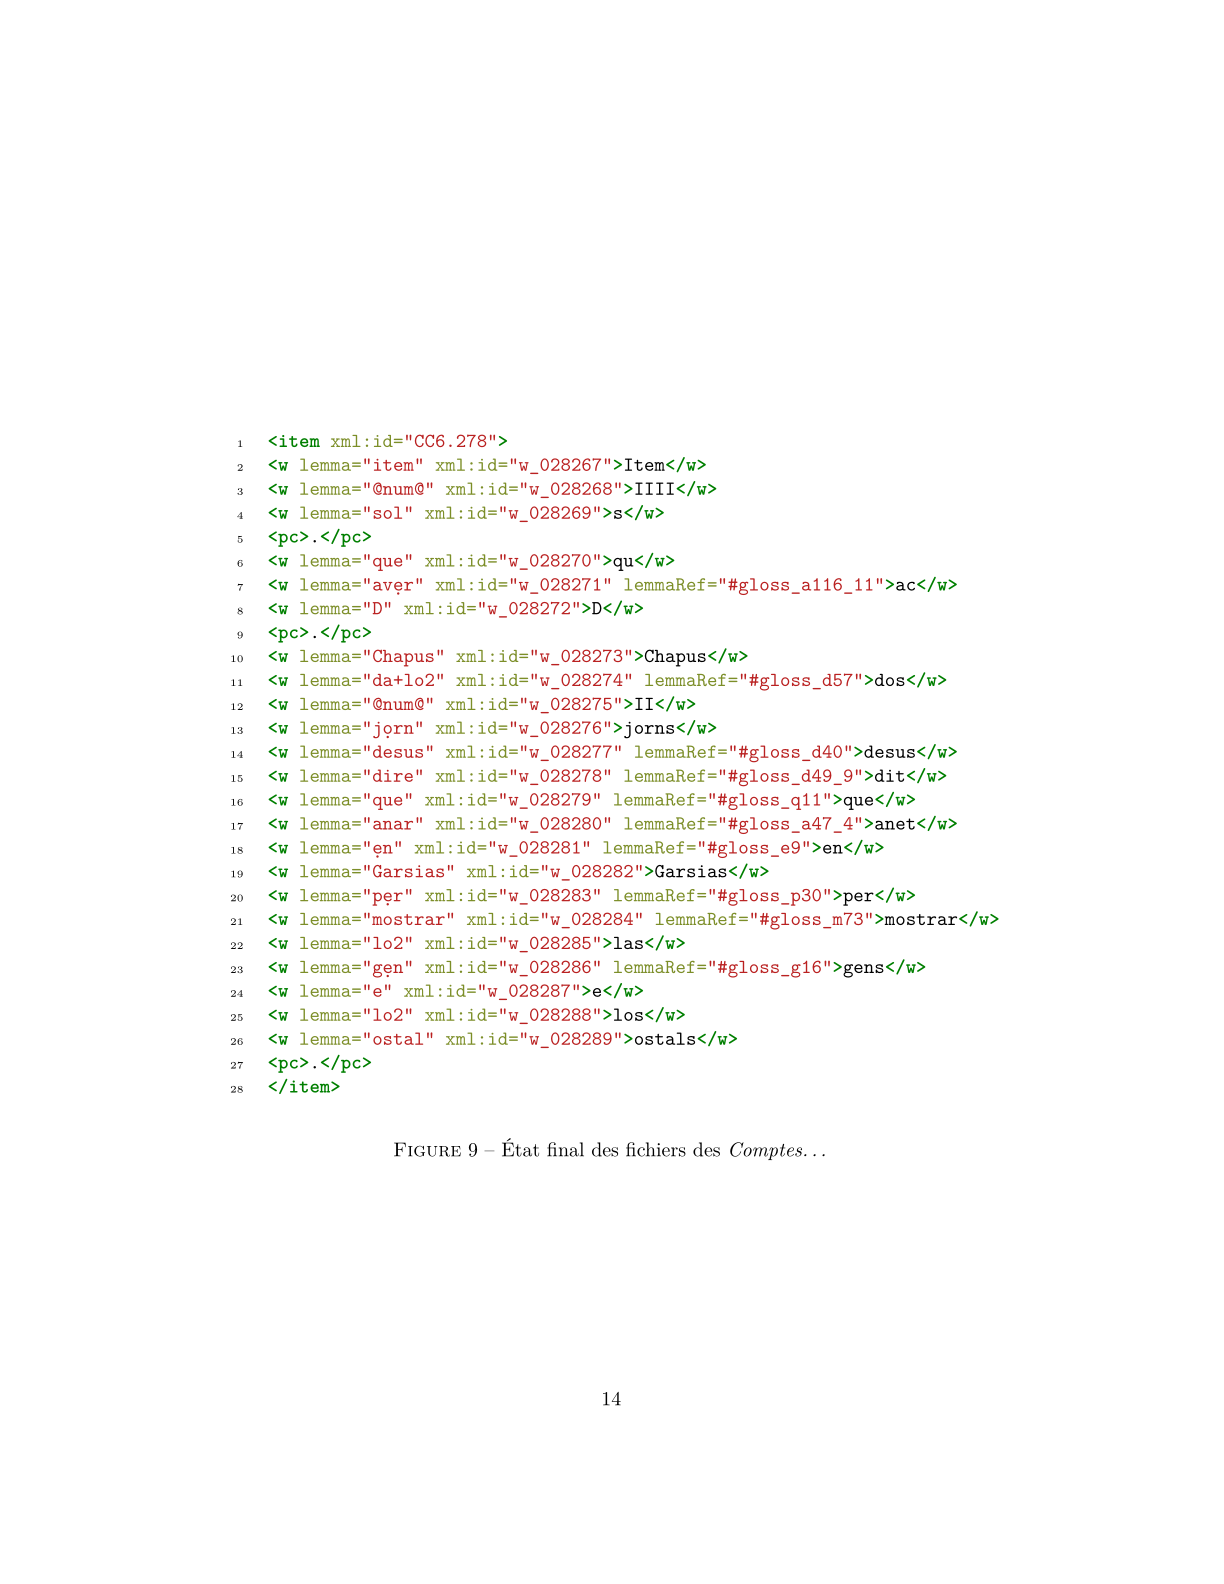 1 <item xml:id="CC6.278">
2 <w lemma="item" xml:id="w_028267">Item</w>
3 <w lemma="@num@" xml:id="w_028268">IIII</w>
4 <w lemma="sol" xml:id="w_028269">s</w>
5 <pc>.</pc>
6 <w lemma="que" xml:id="w_028270">qu</w>
7 <w lemma="avẹr" xml:id="w_028271" lemmaRef="#gloss_a116_11">ac</w>
8 <w lemma="D" xml:id="w_028272">D</w>
9 <pc>.</pc>
10 <w lemma="Chapus" xml:id="w_028273">Chapus</w>
11 <w lemma="da+lo2" xml:id="w_028274" lemmaRef="#gloss_d57">dos</w>
12 <w lemma="@num@" xml:id="w_028275">II</w>
13 <w lemma="jọrn" xml:id="w_028276">jorns</w>
14 <w lemma="desus" xml:id="w_028277" lemmaRef="#gloss_d40">desus</w>
15 <w lemma="dire" xml:id="w_028278" lemmaRef="#gloss_d49_9">dit</w>
16 <w lemma="que" xml:id="w_028279" lemmaRef="#gloss_q11">que</w>
17 <w lemma="anar" xml:id="w_028280" lemmaRef="#gloss_a47_4">anet</w>
18 <w lemma="ẹn" xml:id="w_028281" lemmaRef="#gloss_e9">en</w>
19 <w lemma="Garsias" xml:id="w_028282">Garsias</w>
20 <w lemma="pẹr" xml:id="w_028283" lemmaRef="#gloss_p30">per</w>
21 <w lemma="mostrar" xml:id="w_028284" lemmaRef="#gloss_m73">mostrar</w>
22 <w lemma="lo2" xml:id="w_028285">las</w>
23 <w lemma="gẹn" xml:id="w_028286" lemmaRef="#gloss_g16">gens</w>
24 <w lemma="e" xml:id="w_028287">e</w>
25 <w lemma="lo2" xml:id="w_028288">los</w>
26 <w lemma="ostal" xml:id="w_028289">ostals</w>
27 <pc>.</pc>
28 </item>
FIGURE 9 – État final des fichiers des Comptes...
14